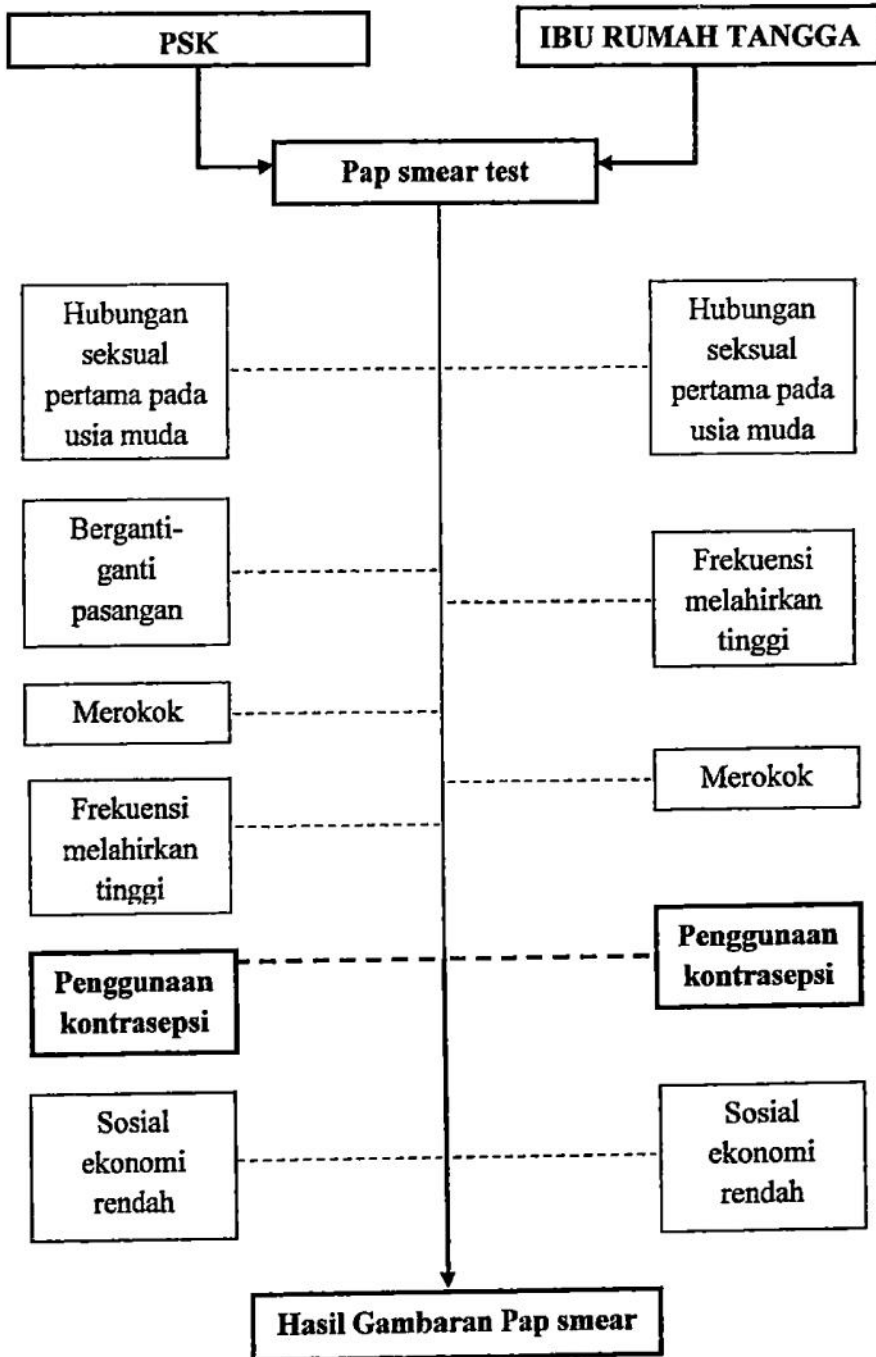 PSK
IBU RUMAH TANGGA
Pap smear test
Hubungan
seksual
pertama pada
usia muda
Hubungan
seksual
pertama pada
usia muda
Berganti-
ganti
pasangan
Frekuensi
melahirkan
tinggi
Merokok
Merokok
Frekuensi
melahirkan
tinggi
Penggunaan
kontrasepsi
Penggunaan
kontrasepsi
Sosial
ekonomi
rendah
Sosial
ekonomi
rendah
Hasil Gambaran Pap smear